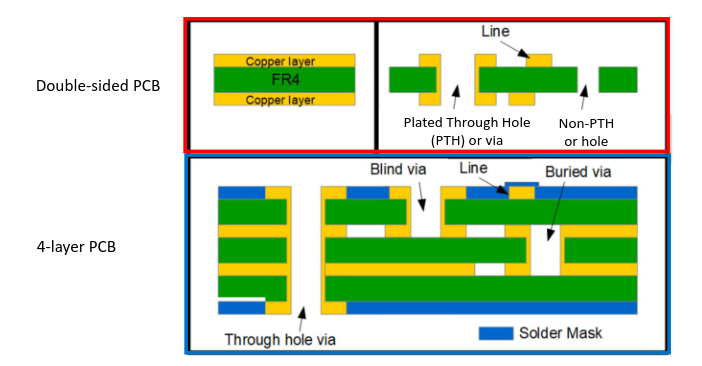 Double-sided PCB
Copper layer
FR4
Copper layer
Line
Plated Through Hole
(PTH) or via
Non-PTH
or hole
4-layer PCB
Blind via
Line
Buried via
Through hole via
Solder Mask